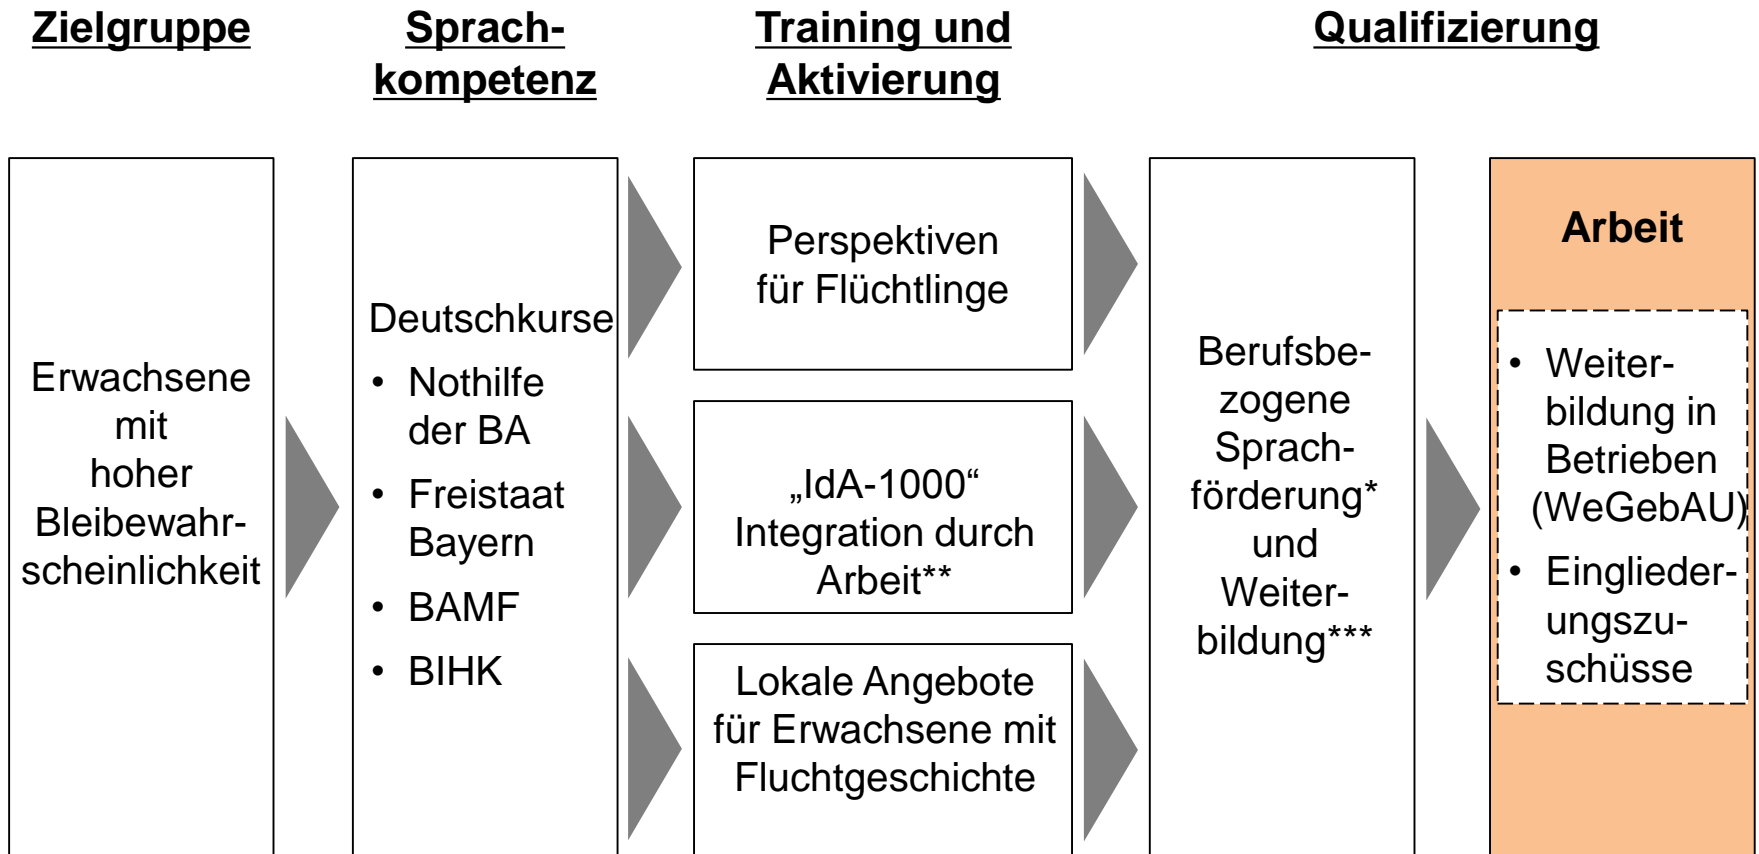 Zielgruppe
Sprach-
kompetenz
Training und
Aktivierung
Qualifizierung
Erwachsene
mit
hoher
Bleibewahr-
scheinlichkeit
Deutschkurse
• Nothilfe
der BA
• Freistaat
Bayern
• BAMF
• BIHK
Perspektiven
für Flüchtlinge
„IdA-1000“
Integration durch
Arbeit**
Lokale Angebote
für Erwachsene mit
Fluchtgeschichte
Berufsbe-
zogene
Sprach-
förderung*
und
Weiter-
bildung***
Arbeit
• Weiter-
bildung in
Betrieben
(WeGebAU)
• Einglieder-
ungszu-
schüsse